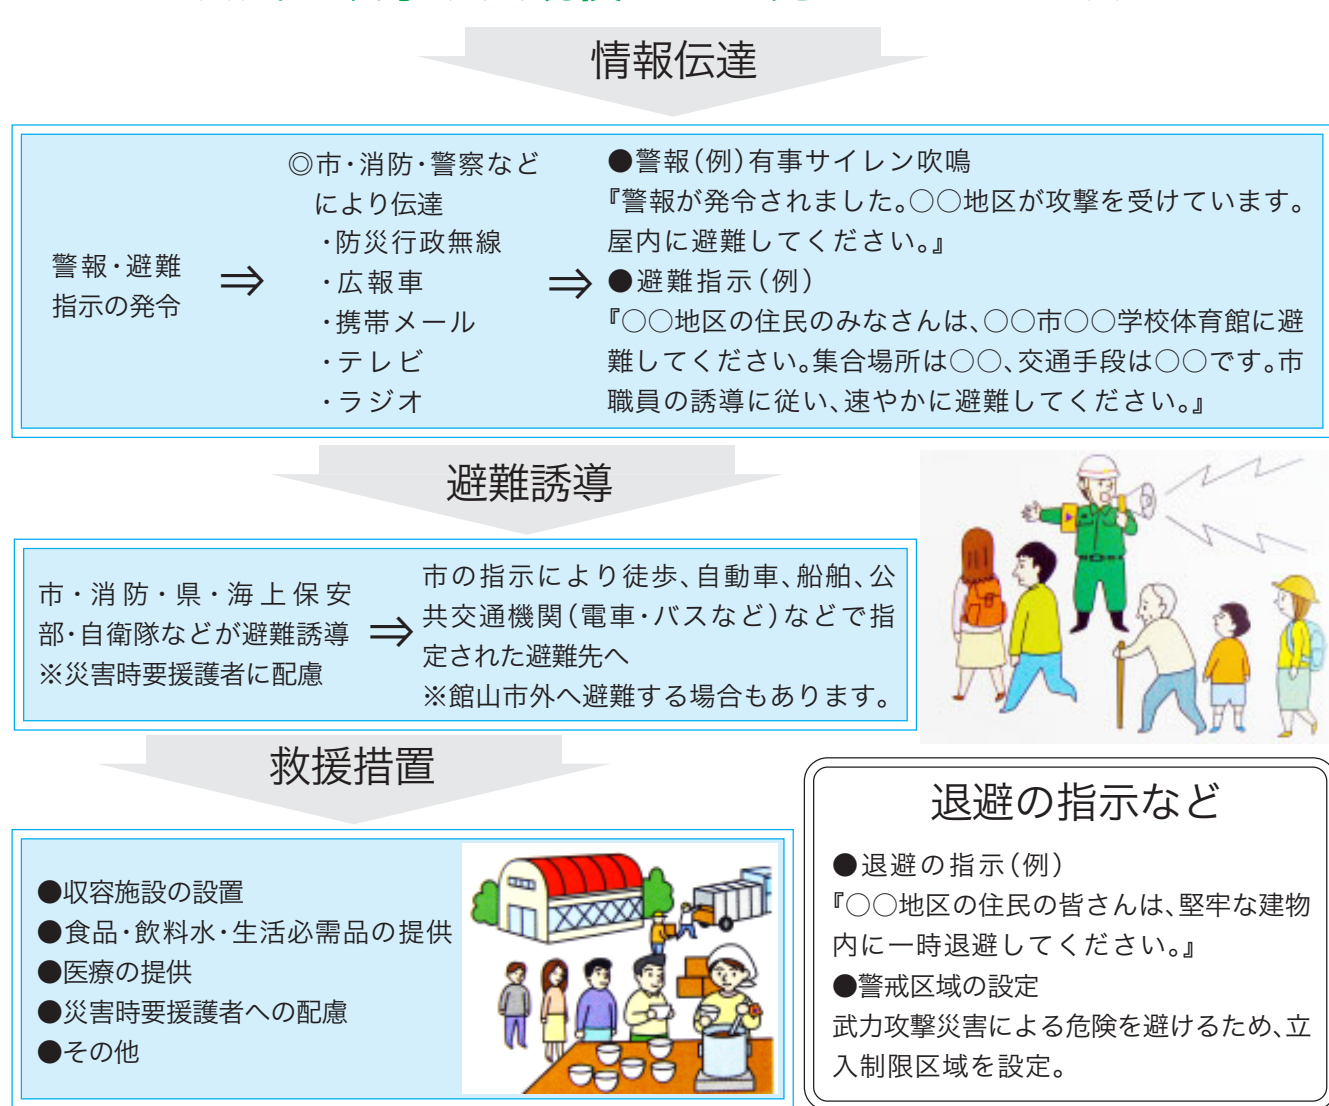 情報伝達
警報・避難
指示の発令
⇒
◎市・消防・警察など
により伝達
・防災行政無線
・広報車
・携帯メール
・テレビ
・ラジオ
⇒
●警報(例)有事サイレン吹鳴
『警報が発令されました。○○地区が攻撃を受けています。
屋内に避難してください。』
●避難指示(例)
『○○地区の住民のみなさんは、○○市○○学校体育館に避
難してください。集合場所は○○、交通手段は○○です。市
職員の誘導に従い、速やかに避難してください。』
避難誘導
市・消防・県・海上保安
部・自衛隊などが避難誘導
※災害時要援護者に配慮
⇒
市の指示により徒歩、自動車、船舶、公
共交通機関(電車・バスなど)などで指
定された避難先へ
※館山市外へ避難する場合もあります。
救援措置
●収容施設の設置
●食品・飲料水・生活必需品の提供
●医療の提供
●災害時要援護者への配慮
●その他
退避の指示など
●退避の指示(例)
『○○地区の住民の皆さんは、堅牢な建物
内に一時退避してください。』
●警戒区域の設定
武力攻撃災害による危険を避けるため、立
入制限区域を設定。